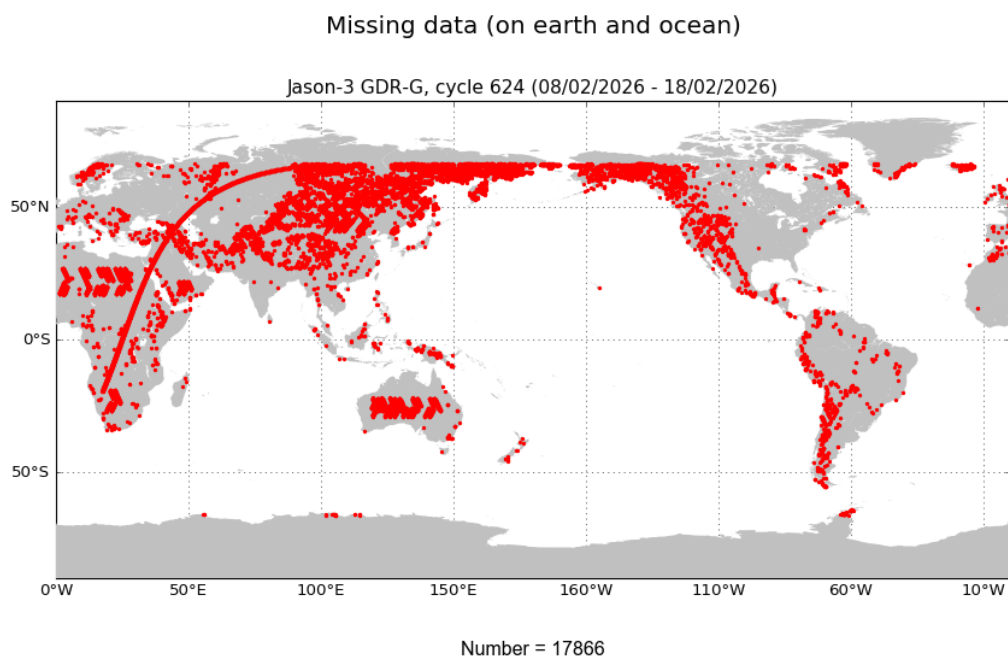 Missing data (on earth and ocean)
Jason-3 GDR-G, cycle 624 (08/02/2026 - 18/02/2026)
50°N
0°S
50°S
0°W 50°E 100°E 150°E 160°W 110°W 60°W 10°W
Number = 17866